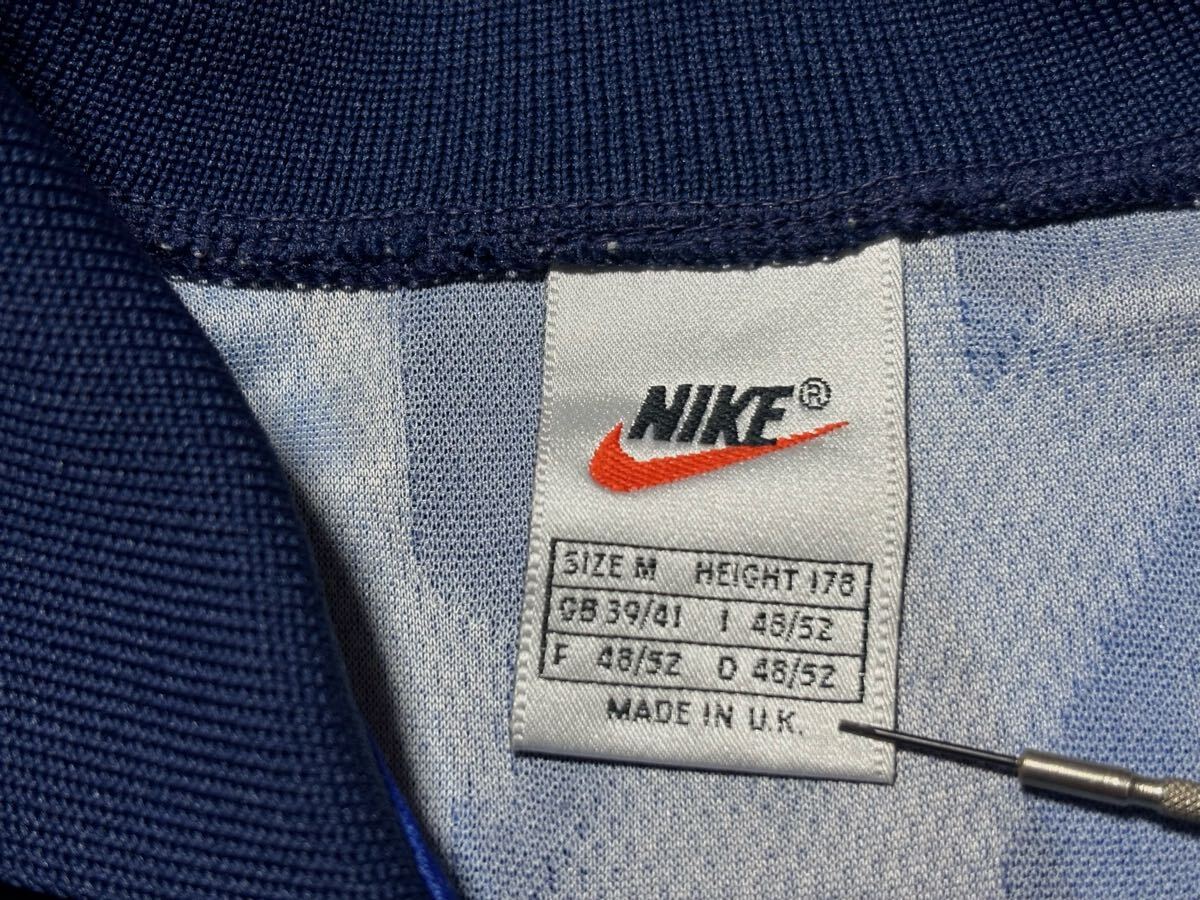 NIKE®
SIZE M HEIGHT 178
GB 39/41 I 48/52
F 48/52 D 48/52
MADE IN U.K.